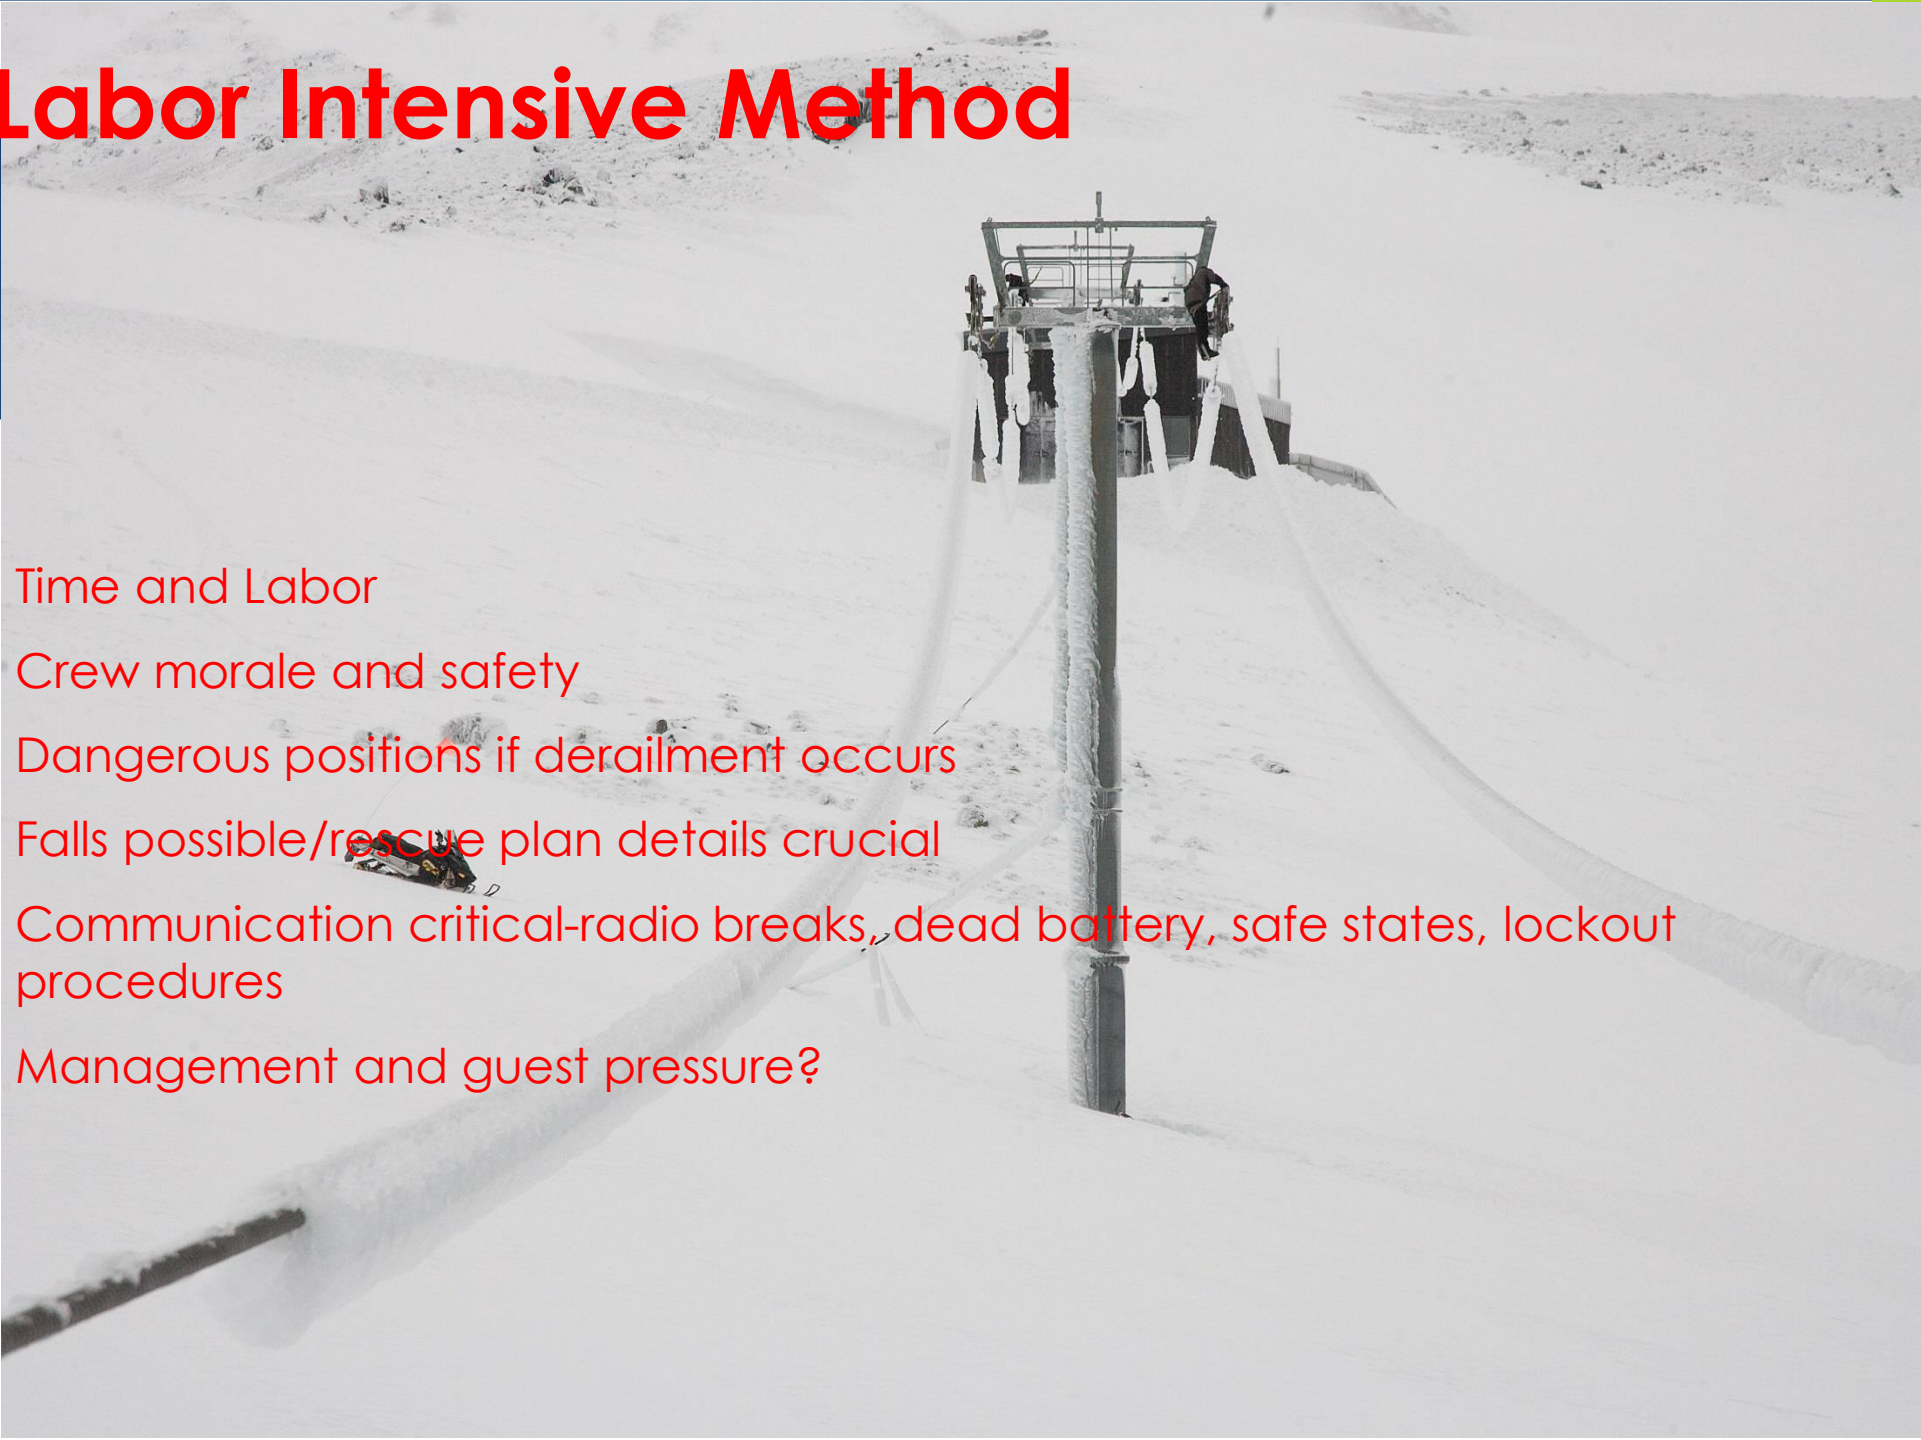 Labor Intensive Method
Time and Labor
Crew morale and safety
Dangerous positions if derailment occurs
Falls possible/rescue plan details crucial
Communication critical-radio breaks, dead battery, safe states, lockout
procedures
Management and guest pressure?